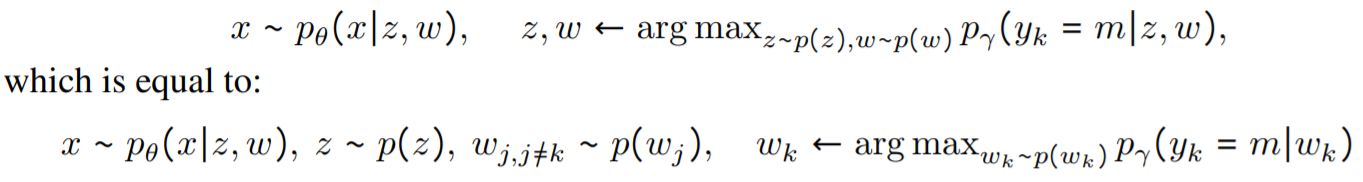 x ∼ p_θ(x|z, w), z, w ← arg max_{z∼p(z),w∼p(w)} p_γ(y_k = m|z, w),
which is equal to:
x ∼ p_θ(x|z, w), z ∼ p(z), w_{j,j≠k} ∼ p(w_j), w_k ← arg max_{w_k∼p(w_k)} p_γ(y_k = m|w_k)